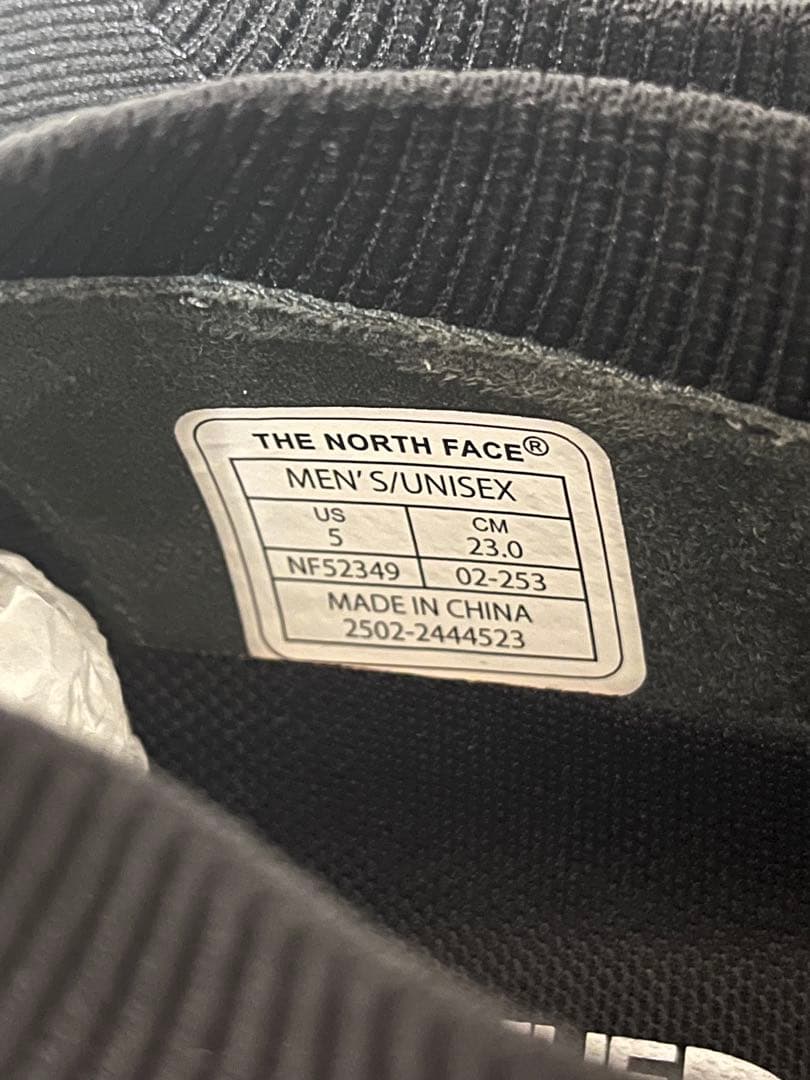 THE NORTH FACE®
MEN'S/UNISEX
US CM
5 23.0
NF52349 02-253
MADE IN CHINA
2502-2444523